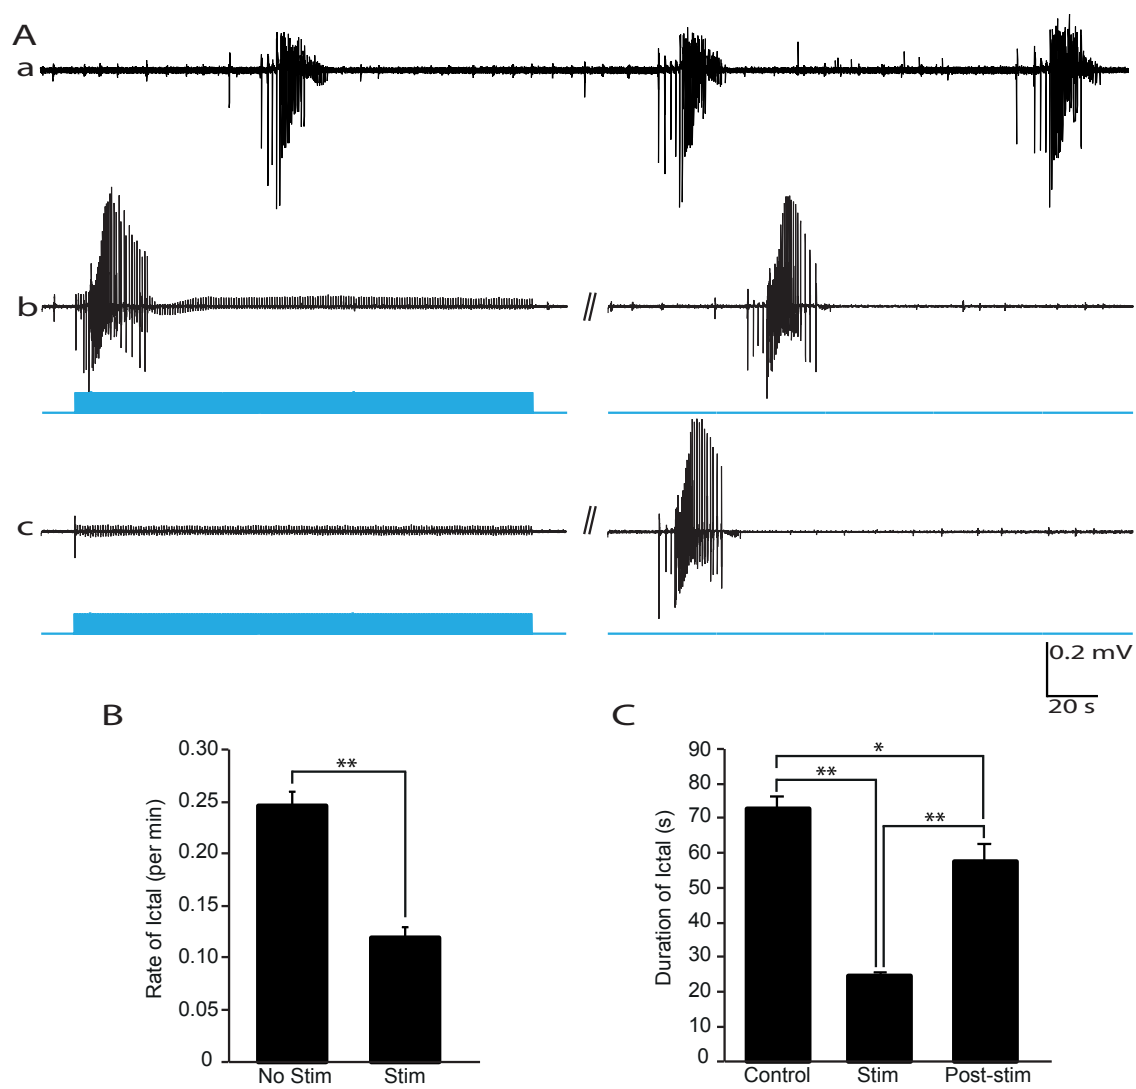 A
a
b
//
c
//
0.2 mV
20 s
B
Rate of Ictal (per min)
0.30
0.25
0.20
0.15
0.10
0.05
0
**
No Stim
Stim
C
Duration of Ictal (s)
90
80
70
60
50
40
30
20
10
0
*
**
**
Control
Stim
Post-stim